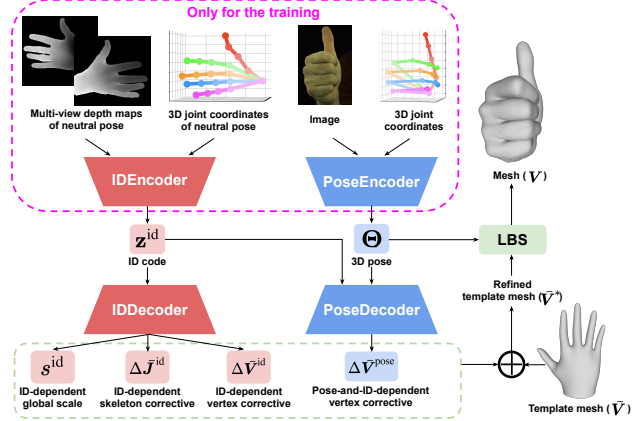 Only for the training
Multi-view depth maps
of neutral pose
3D joint coordinates
of neutral pose
Image
3D joint
coordinates
IDEncoder
PoseEncoder
Mesh (V)
z^id
ID code
Θ
3D pose
LBS
IDDecoder
PoseDecoder
Refined
template mesh (V̄*)
s^id
ID-dependent
global scale
ΔJ̄^id
ID-dependent
skeleton corrective
ΔV̄^id
ID-dependent
vertex corrective
ΔV̄^pose
Pose-and-ID-dependent
vertex corrective
Template mesh (V̄)